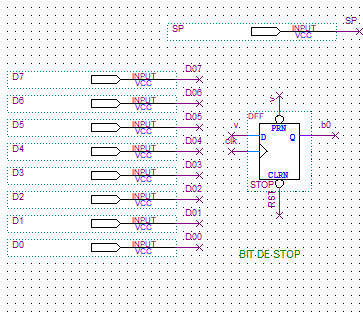 SP INPUT VCC SP
D7 INPUT VCC D07
D6 INPUT VCC D06
D5 INPUT VCC D05
D4 INPUT VCC D04
D3 INPUT VCC D03
D2 INPUT VCC D02
D1 INPUT VCC D01
D0 INPUT VCC D00
DFF
v.
PRN
v. D Q b0
clk
CLRN
STOP
RST
BIT DE STOP